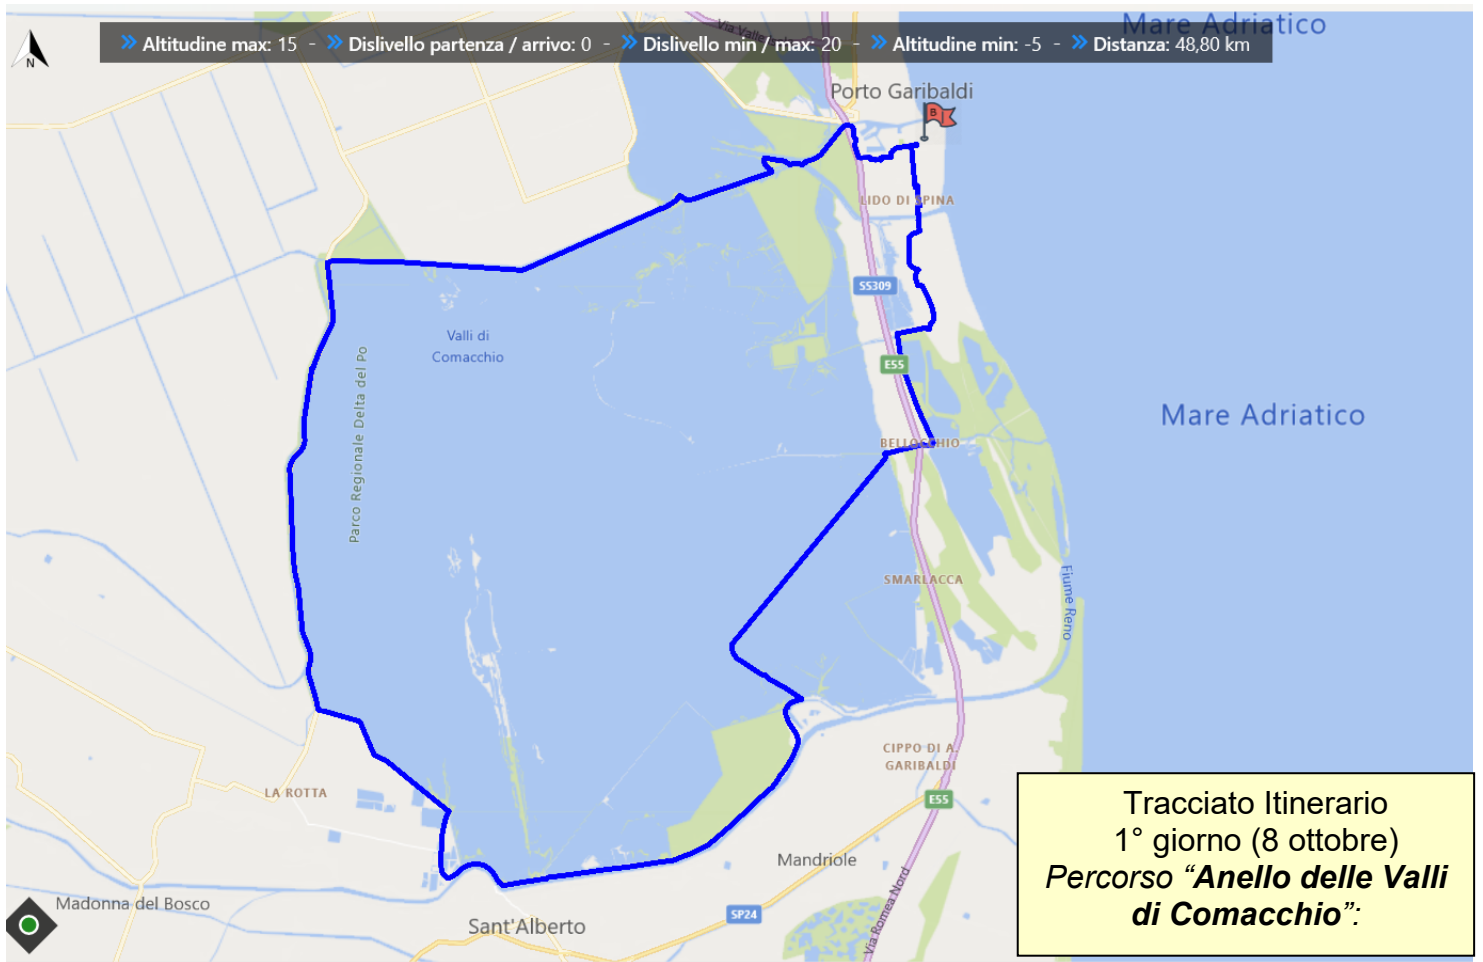 Mare Adriatico
Via Valle
» Altitudine max: 15 - » Dislivello partenza / arrivo: 0 - » Dislivello min / max: 20 - » Altitudine min: -5 - » Distanza: 48,80 km
N
Porto Garibaldi
B
LIDO DI SPINA
SS309
Valli di
Comacchio
Parco Regionale Delta del Po
E55
Mare Adriatico
BELLOCCHIO
SMARLACCA
Fiume Reno
CIPPO DI A.
GARIBALDI
LA ROTTA
E55
Mandriole
Madonna del Bosco
Sant'Alberto
SP24
Via Romea Nord
Tracciato Itinerario
1° giorno (8 ottobre)
Percorso “Anello delle Valli
di Comacchio”: